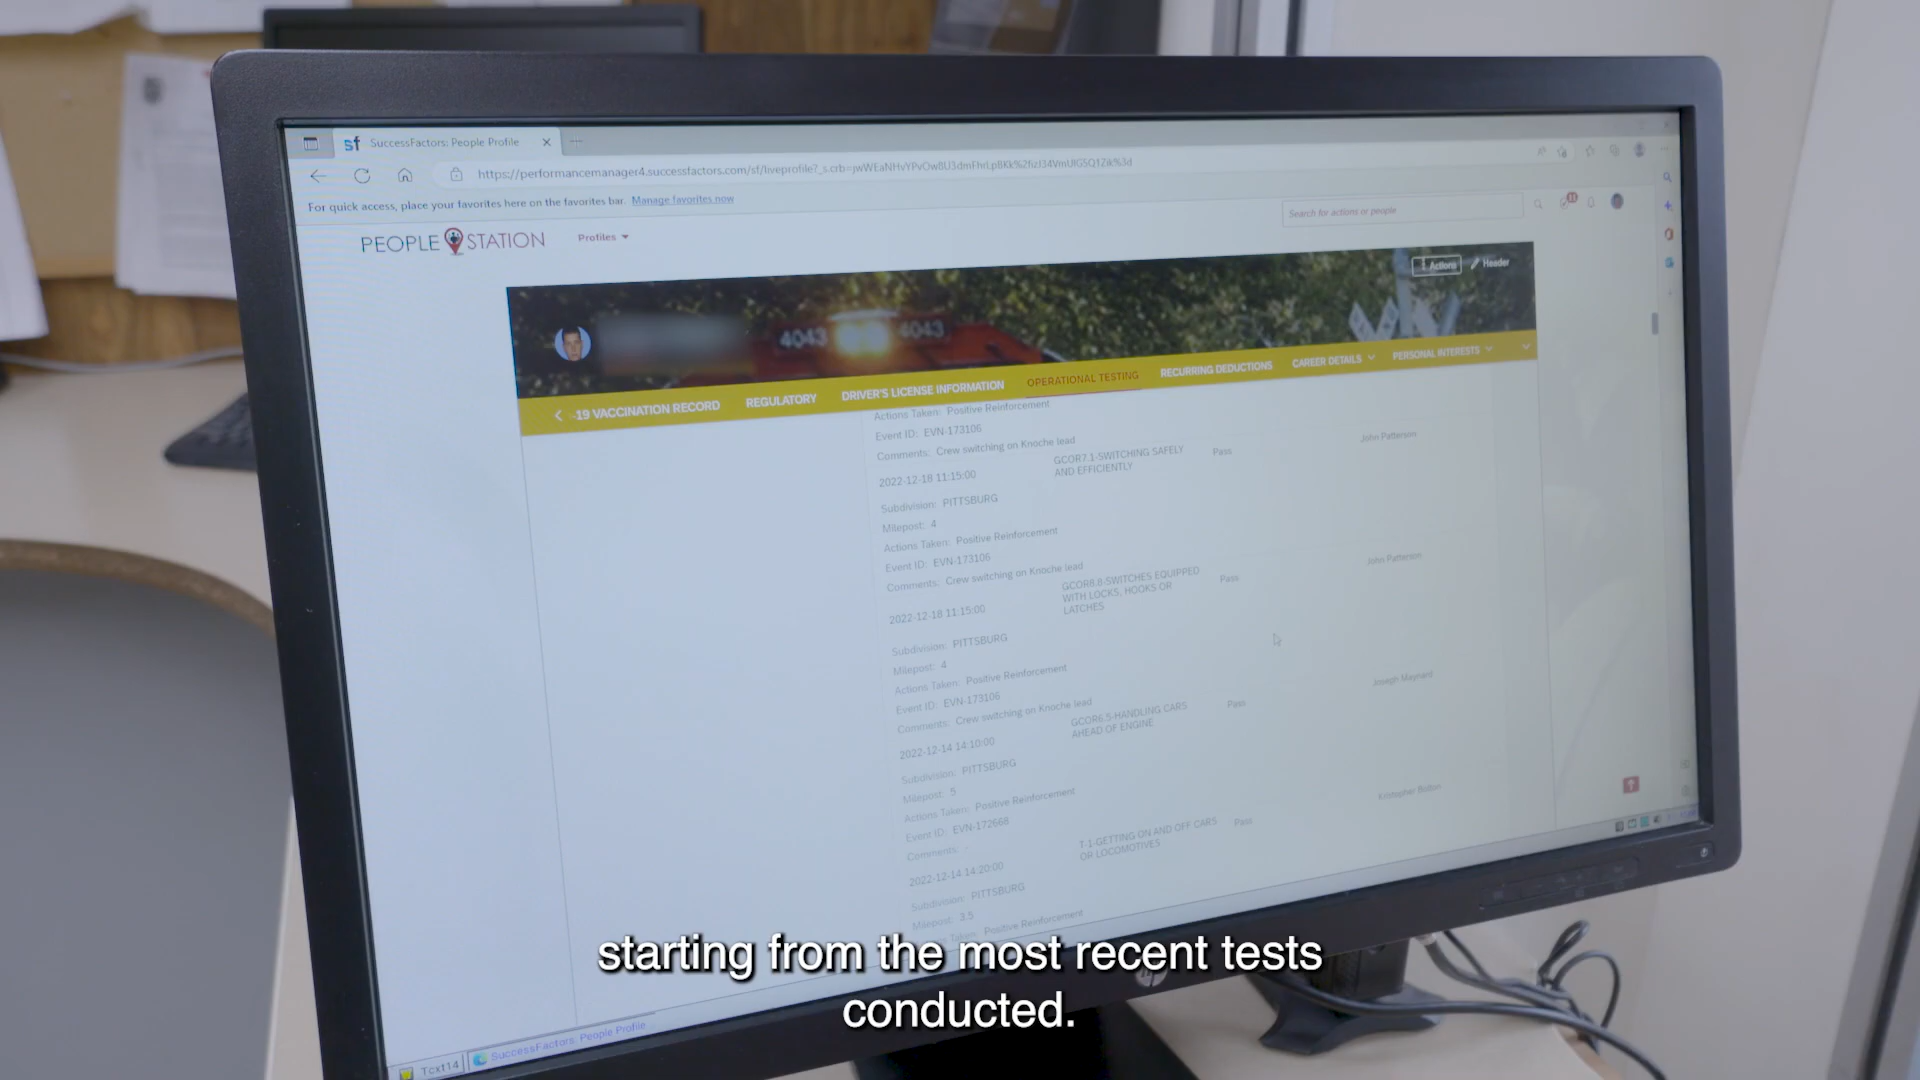 SuccessFactors: People Profile
https://performancemanager4.successfactors.com/sf/liveprofile?_s.crb=
For quick access, place your favorites here on the favorites bar. Manage favorites now
Search for actions or people
PEOPLE STATION
Profiles
Actions
Header
4043 4043
-19 VACCINATION RECORD
REGULATORY
DRIVER'S LICENSE INFORMATION
OPERATIONAL TESTING
RECURRING DEDUCTIONS
CAREER DETAILS
PERSONAL INTERESTS
Actions Taken: Positive Reinforcement
Event ID: EVN-173106
Comments: Crew switching on Knoche lead
2022-12-18 11:15:00
GCOR7.1-SWITCHING SAFELY
AND EFFICIENTLY
Pass
John Patterson
Subdivision: PITTSBURG
Milepost: 4
Actions Taken: Positive Reinforcement
Event ID: EVN-173106
Comments: Crew switching on Knoche lead
2022-12-18 11:15:00
GCOR8.8-SWITCHES EQUIPPED
WITH LOCKS, HOOKS OR
LATCHES
Pass
John Patterson
Subdivision: PITTSBURG
Milepost: 4
Actions Taken: Positive Reinforcement
Event ID: EVN-173106
Comments: Crew switching on Knoche lead
2022-12-14 14:10:00
GCOR6.5-HANDLING CARS
AHEAD OF ENGINE
Pass
Joseph Maynard
Subdivision: PITTSBURG
Milepost: 5
Actions Taken: Positive Reinforcement
Event ID: EVN-172668
Comments: -
2022-12-14 14:20:00
T-1-GETTING ON AND OFF CARS
OR LOCOMOTIVES
Pass
Kristopher Bolton
Subdivision: PITTSBURG
Milepost: 3.5
Actions Taken: Positive Reinforcement
starting from the most recent tests
conducted.
hp
Tcxt14
SuccessFactors: People Profile